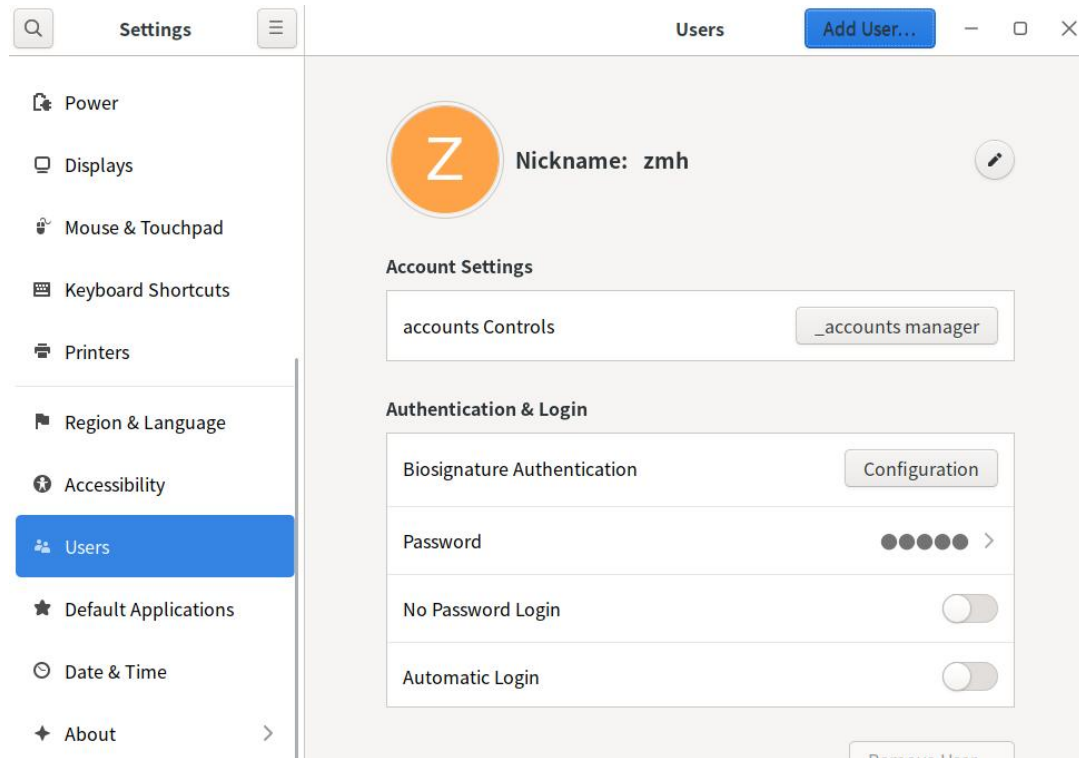 Settings
Users
Add User...
Power
Displays
Mouse & Touchpad
Keyboard Shortcuts
Printers
Region & Language
Accessibility
Users
Default Applications
Date & Time
About
Z
Nickname: zmh
Account Settings
accounts Controls
_accounts manager
Authentication & Login
Biosignature Authentication
Configuration
Password
No Password Login
Automatic Login